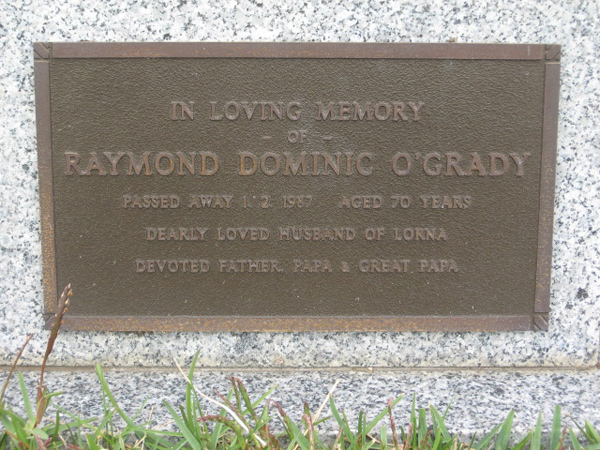 IN LOVING MEMORY
- OF -
RAYMOND DOMINIC O'GRADY
PASSED AWAY 1. 2. 1987 AGED 70 YEARS
DEARLY LOVED HUSBAND OF LORNA
DEVOTED FATHER, PAPA & GREAT PAPA